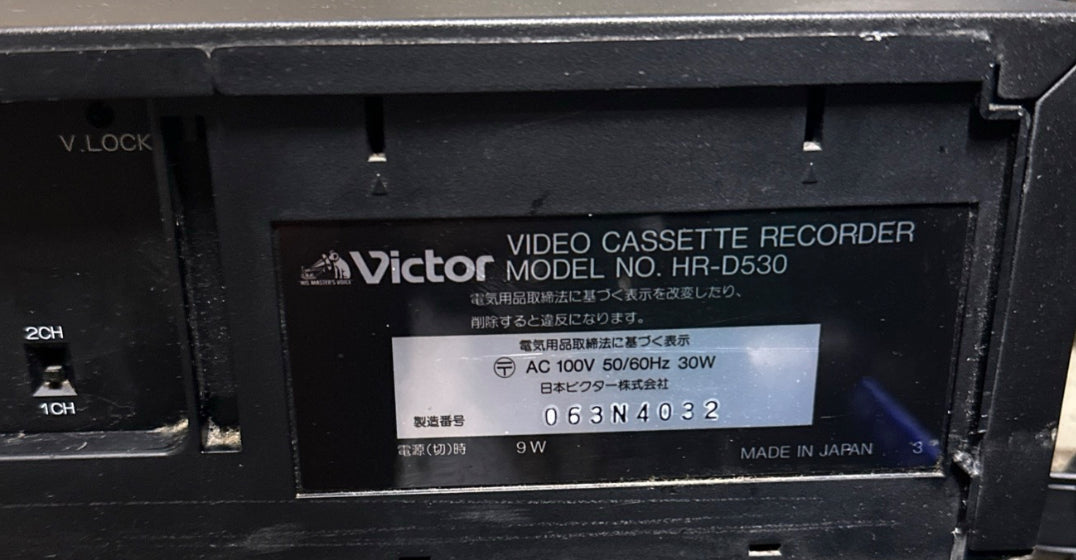 V.LOCK
2CH
1CH
HIS MASTER'S VOICE
Victor
VIDEO CASSETTE RECORDER
MODEL NO. HR-D530
電気用品取締法に基づく表示を改変したり、
削除すると違反になります。
電気用品取締法に基づく表示
〒 AC 100V 50/60Hz 30W
日本ビクター株式会社
製造番号 063N4032
電源(切)時 9W MADE IN JAPAN 3